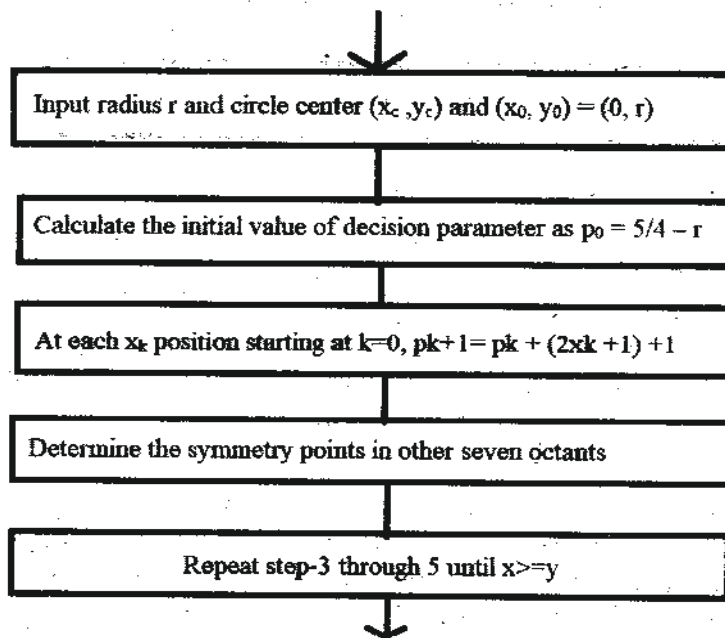 Input radius r and circle center (xc ,yc) and (x0, y0) = (0, r)
Calculate the initial value of decision parameter as p0 = 5/4 – r
At each xk position starting at k=0, pk+1= pk + (2xk +1) +1
Determine the symmetry points in other seven octants
Repeat step-3 through 5 until x>=y